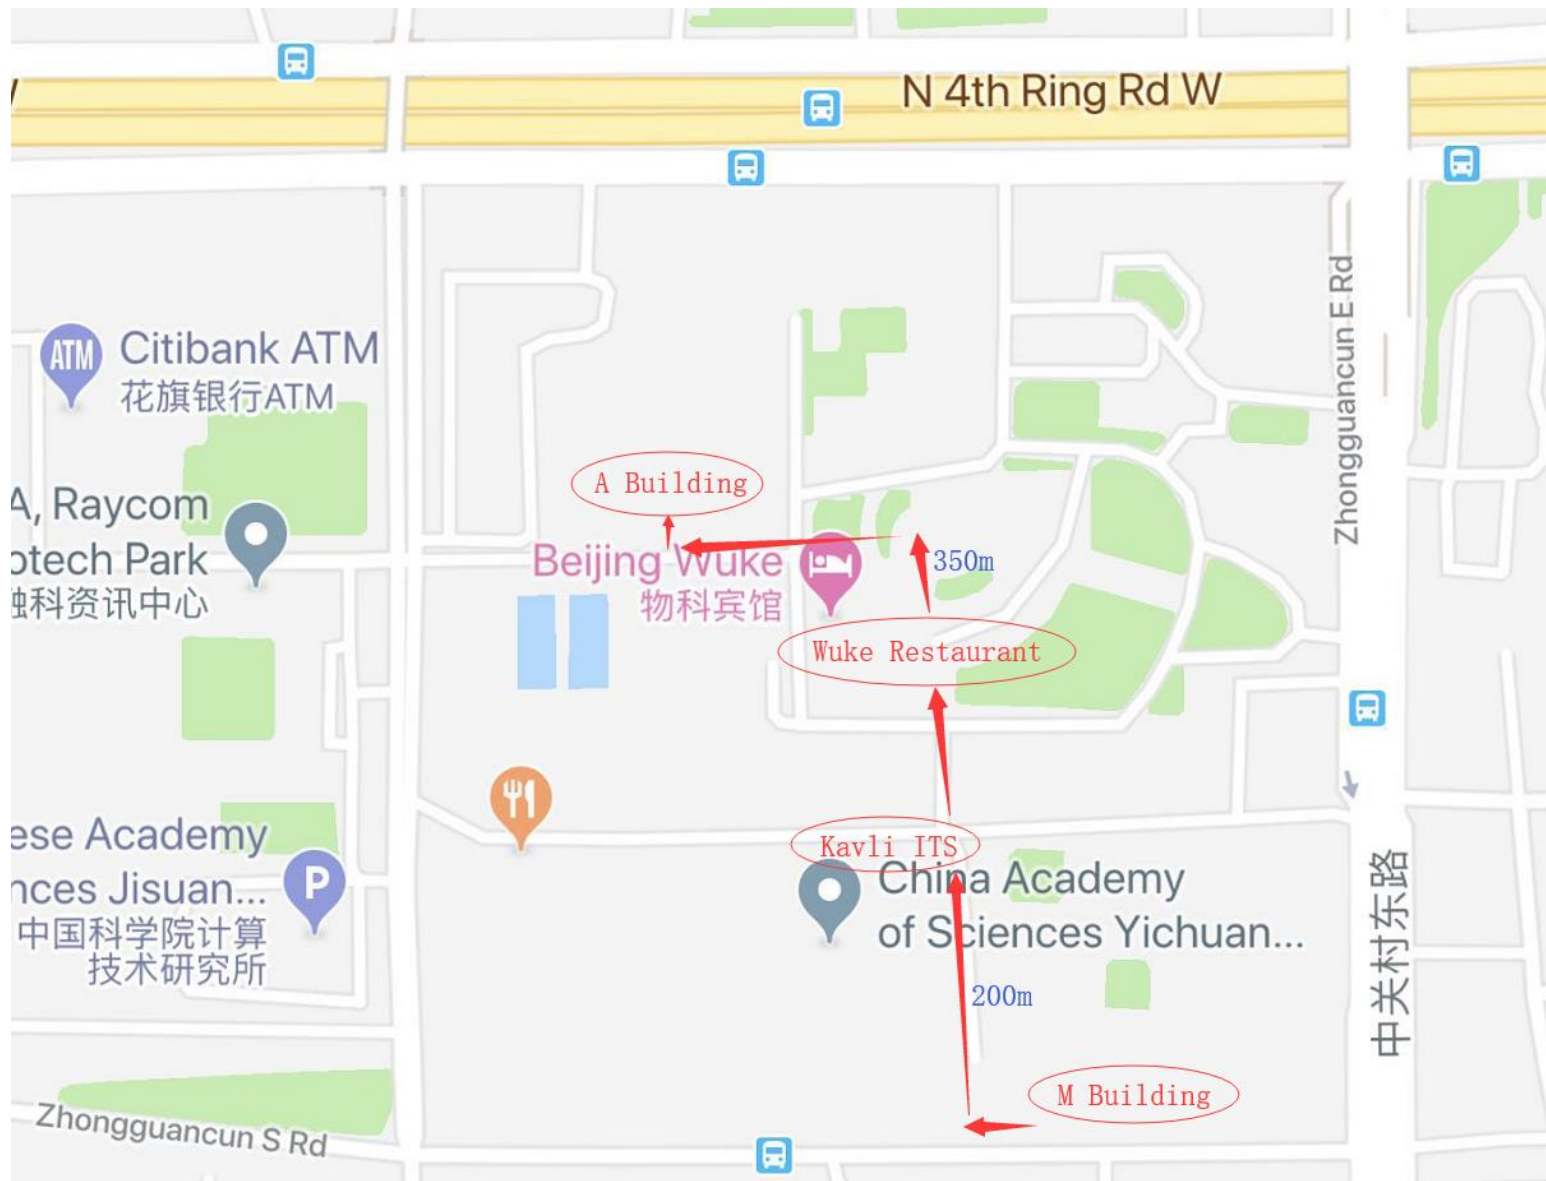 N 4th Ring Rd W
Zhongguancun E Rd
Citibank ATM
花旗银行ATM
ATM
A Building
A, Raycom
otech Park
融科资讯中心
Beijing Wuke
物科宾馆
350m
Wuke Restaurant
Kavli ITS
ese Academy
nces Jisuan...
中国科学院计算
技术研究所
P
China Academy
of Sciences Yichuan...
中关村东路
200m
M Building
Zhongguancun S Rd